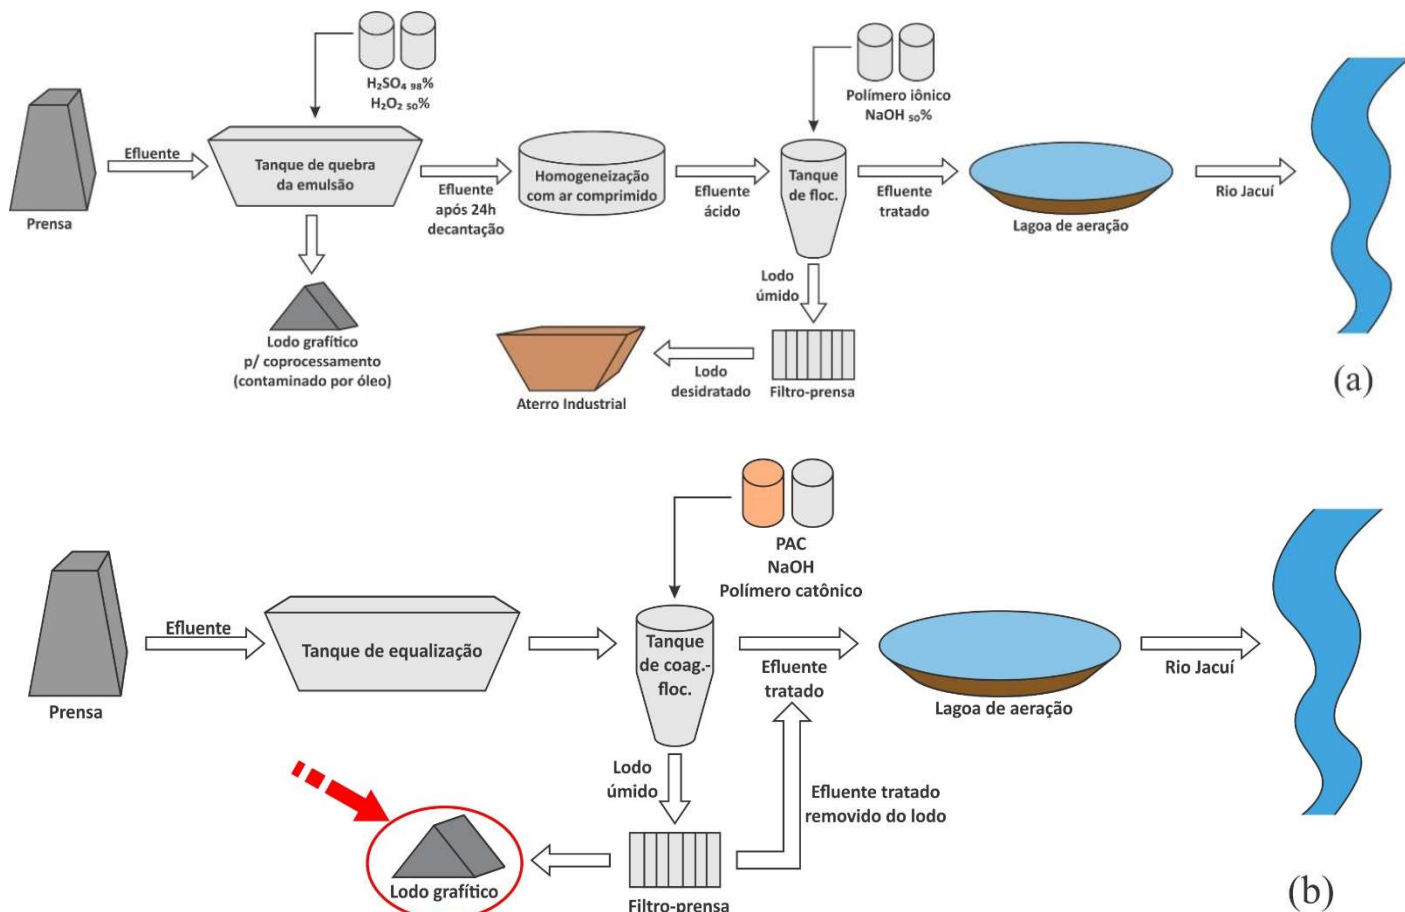 H₂SO₄ 98%
H₂O₂ 50%
Polímero iônico
NaOH 50%
Efluente
Tanque de quebra
da emulsão
Efluente
após 24h
decantação
Homogeneização
com ar comprimido
Efluente
ácido
Tanque
de floc.
Efluente
tratado
Lagoa de aeração
Rio Jacuí
Prensa
Lodo
úmido
Lodo grafítico
p/ coprocessamento
(contaminado por óleo)
Aterro Industrial
Lodo
desidratado
Filtro-prensa
(a)
PAC
NaOH
Polímero catônico
Efluente
Tanque de equalização
Tanque
de coag.-
floc.
Efluente
tratado
Lagoa de aeração
Rio Jacuí
Prensa
Lodo
úmido
Efluente tratado
removido do lodo
Lodo grafítico
Filtro-prensa
(b)